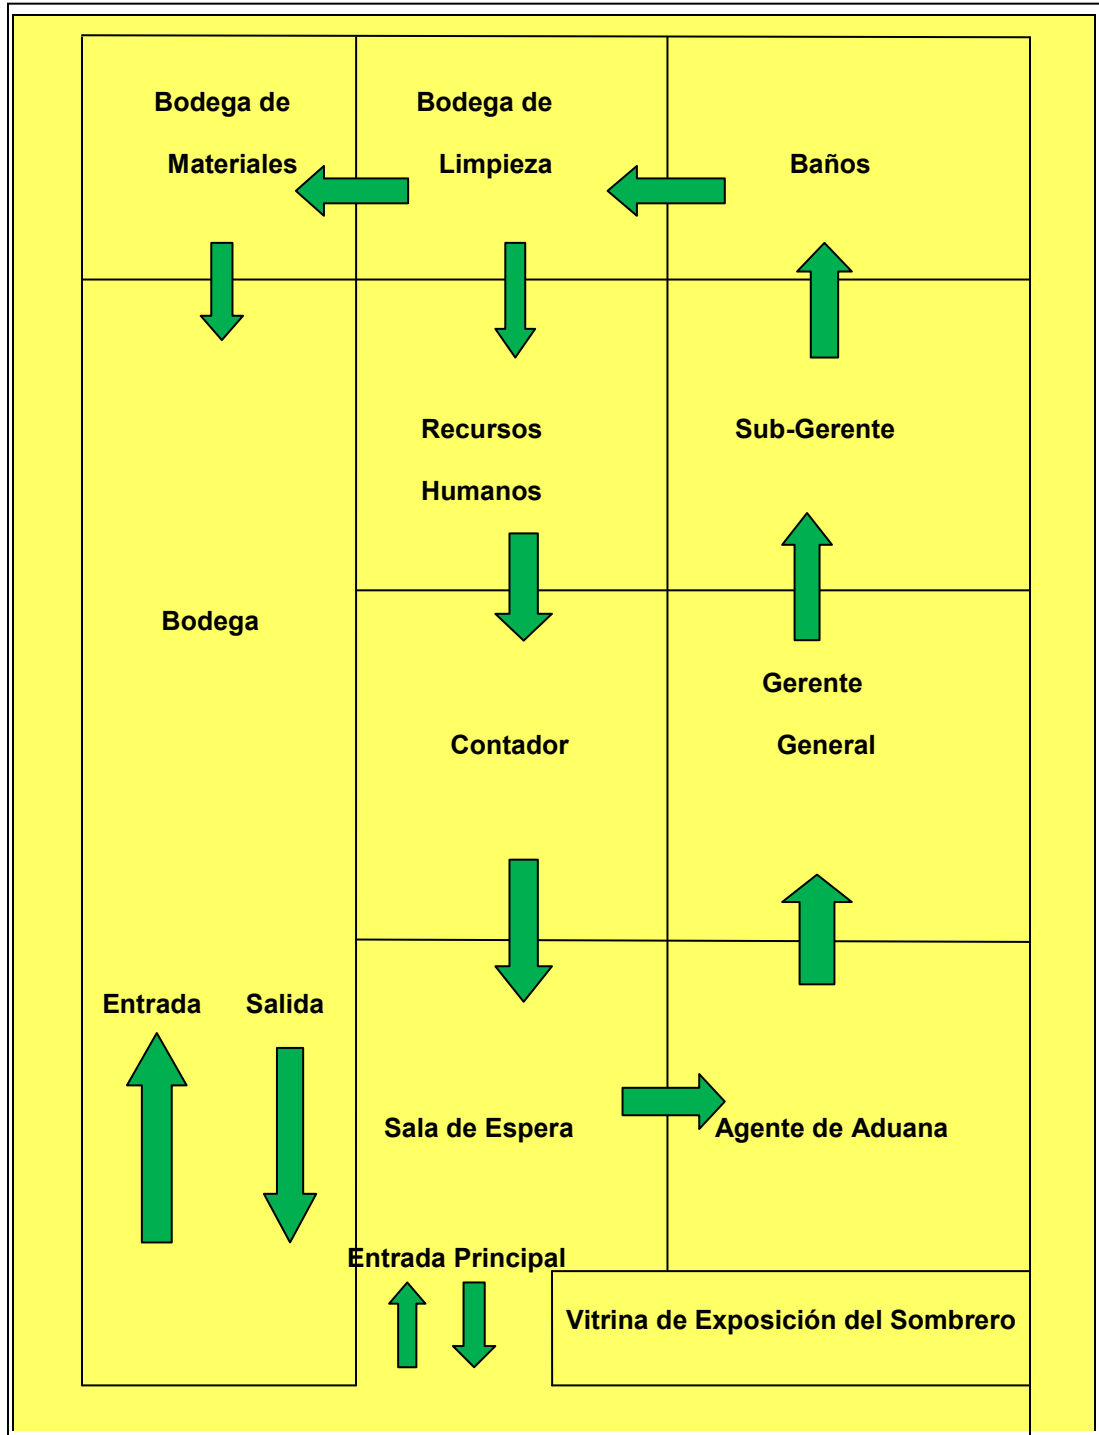 Bodega de
Materiales
Bodega de
Limpieza
Baños
Recursos
Humanos
Sub-Gerente
Bodega
Gerente
General
Contador
Entrada Salida
Sala de Espera
Agente de Aduana
Entrada Principal
Vitrina de Exposición del Sombrero